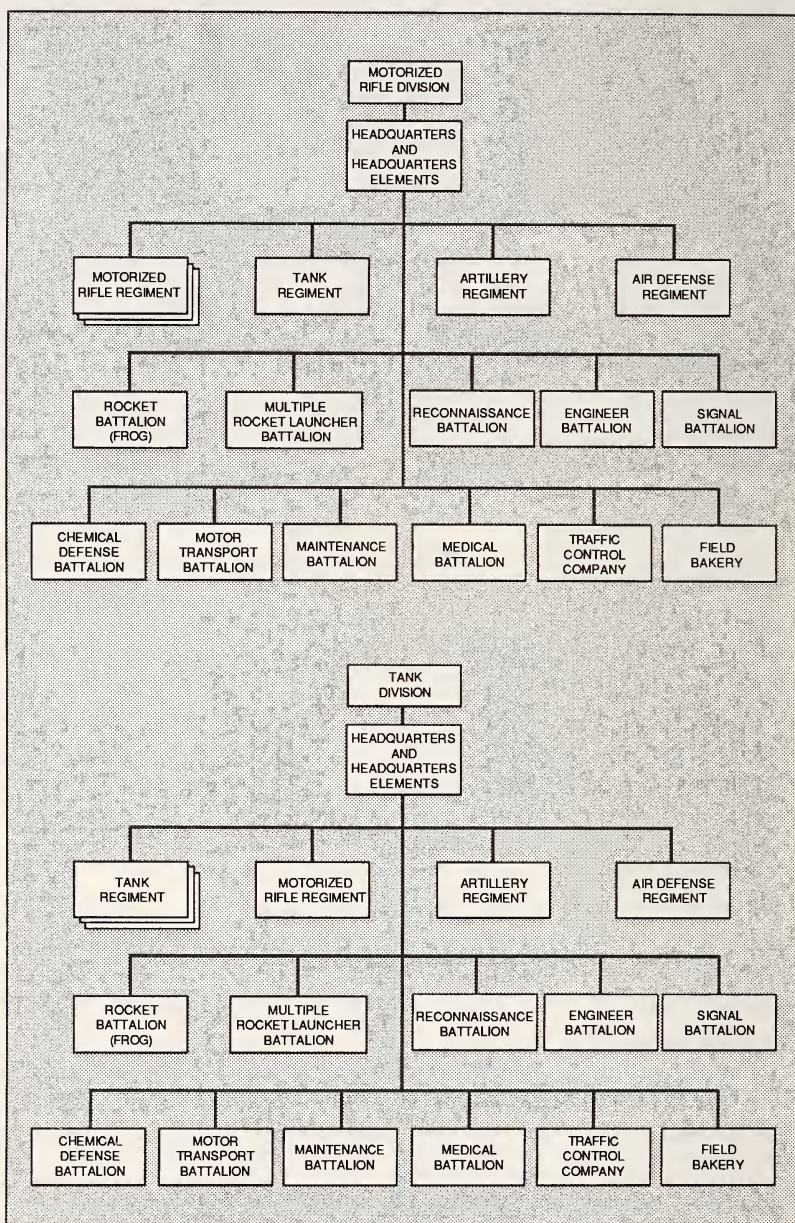 MOTORIZED
RIFLE DIVISION
HEADQUARTERS
AND
HEADQUARTERS
ELEMENTS
MOTORIZED
RIFLE REGIMENT
TANK
REGIMENT
ARTILLERY
REGIMENT
AIR DEFENSE
REGIMENT
ROCKET
BATTALION
(FROG)
MULTIPLE
ROCKET LAUNCHER
BATTALION
RECONNAISSANCE
BATTALION
ENGINEER
BATTALION
SIGNAL
BATTALION
CHEMICAL
DEFENSE
BATTALION
MOTOR
TRANSPORT
BATTALION
MAINTENANCE
BATTALION
MEDICAL
BATTALION
TRAFFIC
CONTROL
COMPANY
FIELD
BAKERY
TANK
DIVISION
HEADQUARTERS
AND
HEADQUARTERS
ELEMENTS
TANK
REGIMENT
MOTORIZED
RIFLE REGIMENT
ARTILLERY
REGIMENT
AIR DEFENSE
REGIMENT
ROCKET
BATTALION
(FROG)
MULTIPLE
ROCKET LAUNCHER
BATTALION
RECONNAISSANCE
BATTALION
ENGINEER
BATTALION
SIGNAL
BATTALION
CHEMICAL
DEFENSE
BATTALION
MOTOR
TRANSPORT
BATTALION
MAINTENANCE
BATTALION
MEDICAL
BATTALION
TRAFFIC
CONTROL
COMPANY
FIELD
BAKERY